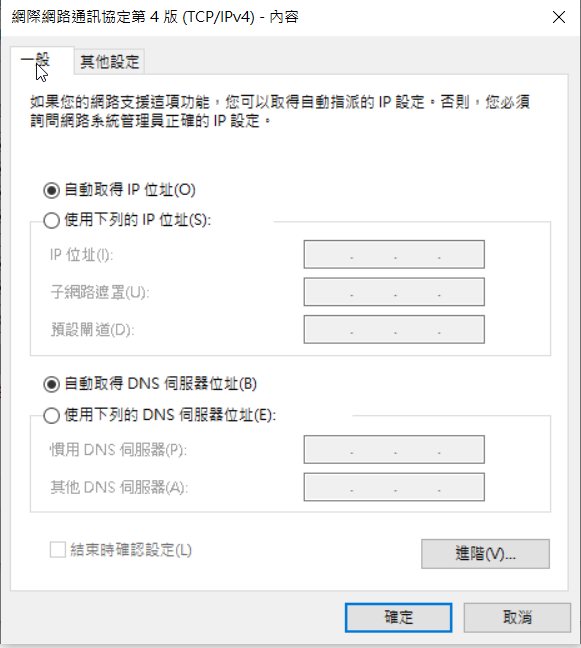 網際網路通訊協定第 4 版 (TCP/IPv4) - 內容
一般
其他設定
如果您的網路支援這項功能，您可以取得自動指派的 IP 設定。否則，您必須
詢問網路系統管理員正確的 IP 設定。
自動取得 IP 位址(O)
使用下列的 IP 位址(S):
IP 位址(I):
子網路遮罩(U):
預設閘道(D):
自動取得 DNS 伺服器位址(B)
使用下列的 DNS 伺服器位址(E):
慣用 DNS 伺服器(P):
其他 DNS 伺服器(A):
結束時確認設定(L)
進階(V)...
確定
取消